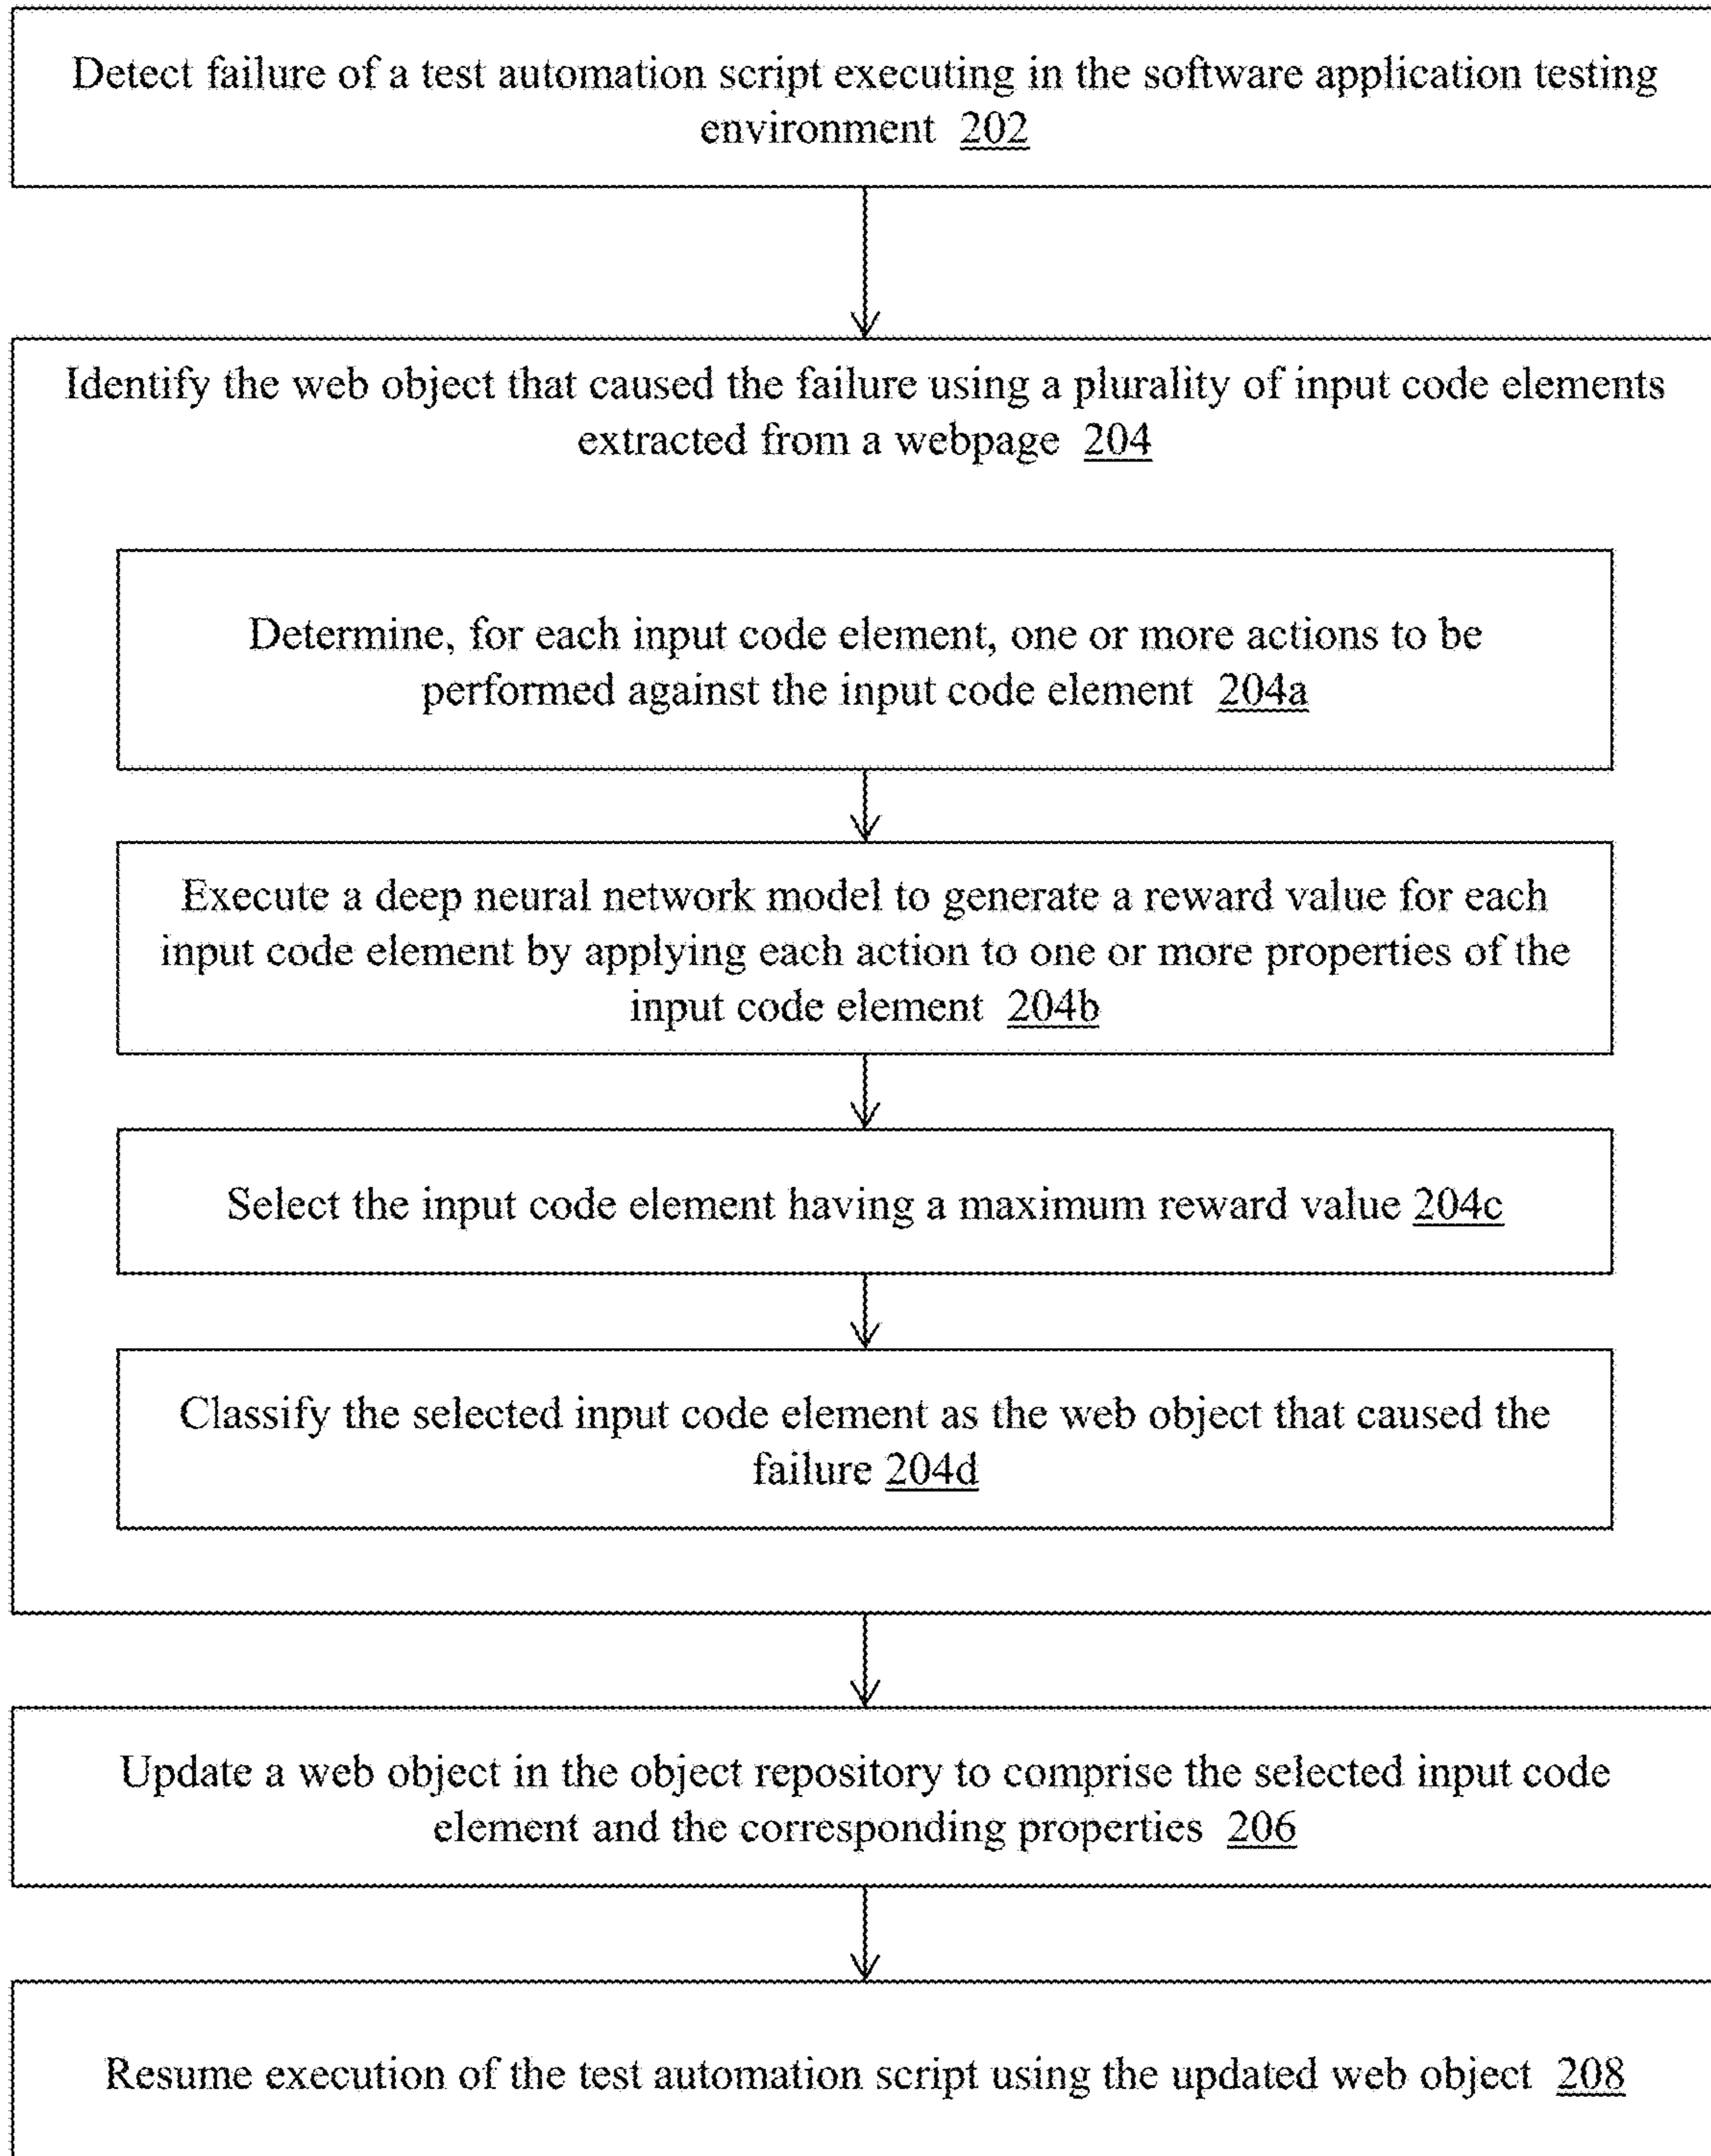 Detect failure of a test automation script executing in the software application testing
environment 202
Identify the web object that caused the failure using a plurality of input code elements
extracted from a webpage 204
Determine, for each input code element, one or more actions to be
performed against the input code element 204a
Execute a deep neural network model to generate a reward value for each
input code element by applying each action to one or more properties of the
input code element 204b
Select the input code element having a maximum reward value 204c
Classify the selected input code element as the web object that caused the
failure 204d
Update a web object in the object repository to comprise the selected input code
element and the corresponding properties 206
Resume execution of the test automation script using the updated web object 208